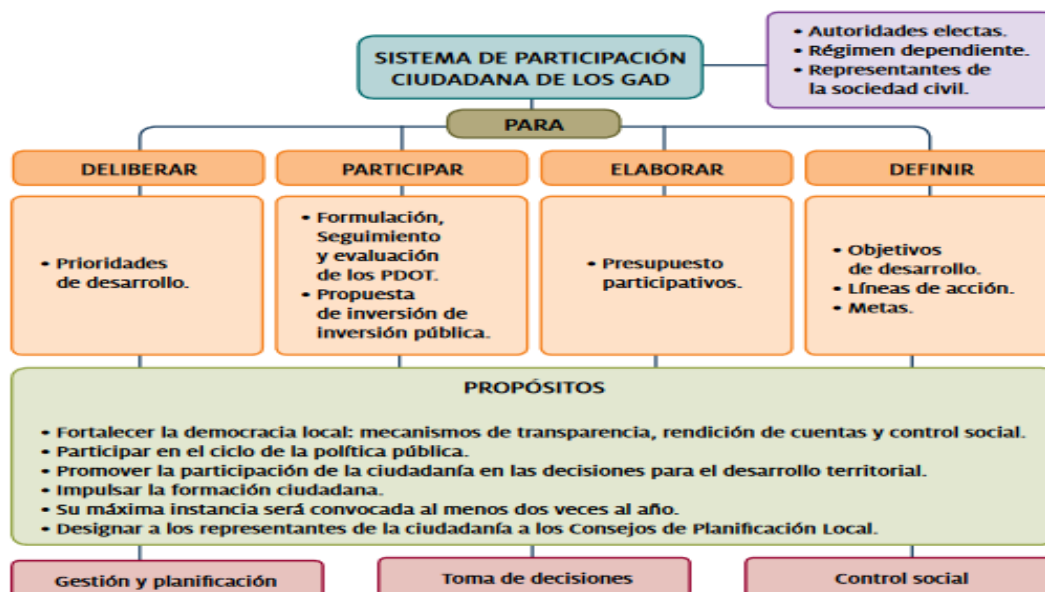 SISTEMA DE PARTICIPACIÓN
CIUDADANA DE LOS GAD
• Autoridades electas.
• Régimen dependiente.
• Representantes de
la sociedad civil.
PARA
DELIBERAR
PARTICIPAR
ELABORAR
DEFINIR
• Prioridades
de desarrollo.
• Formulación,
Seguimiento
y evaluación
de los PDOT.
• Propuesta
de inversión de
inversión pública.
• Presupuesto
participativos.
• Objetivos
de desarrollo.
• Líneas de acción.
• Metas.
PROPÓSITOS
• Fortalecer la democracia local: mecanismos de transparencia, rendición de cuentas y control social.
• Participar en el ciclo de la política pública.
• Promover la participación de la ciudadanía en las decisiones para el desarrollo territorial.
• Impulsar la formación ciudadana.
• Su máxima instancia será convocada al menos dos veces al año.
• Designar a los representantes de la ciudadanía a los Consejos de Planificación Local.
Gestión y planificación
Toma de decisiones
Control social